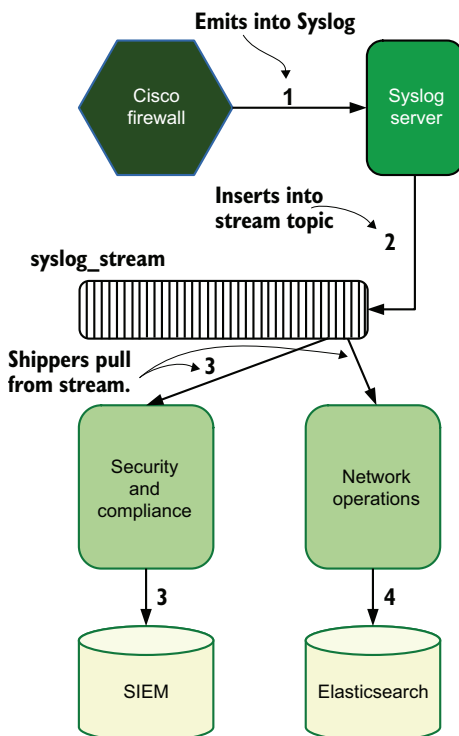 Emits into Syslog
Cisco
firewall
1
Syslog
server
Inserts into
stream topic
2
syslog_stream
Shippers pull
from stream.
3
Security
and
compliance
Network
operations
3
4
SIEM
Elasticsearch